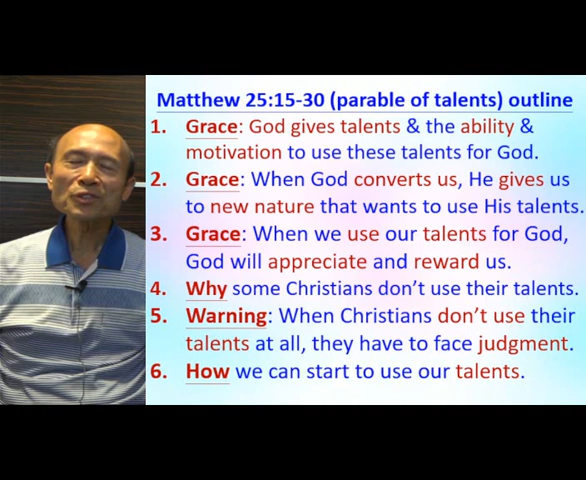 Matthew 25:15-30 (parable of talents) outline
1. Grace: God gives talents & the ability &
motivation to use these talents for God.
2. Grace: When God converts us, He gives us
to new nature that wants to use His talents.
3. Grace: When we use our talents for God,
God will appreciate and reward us.
4. Why some Christians don't use their talents.
5. Warning: When Christians don't use their
talents at all, they have to face judgment.
6. How we can start to use our talents.